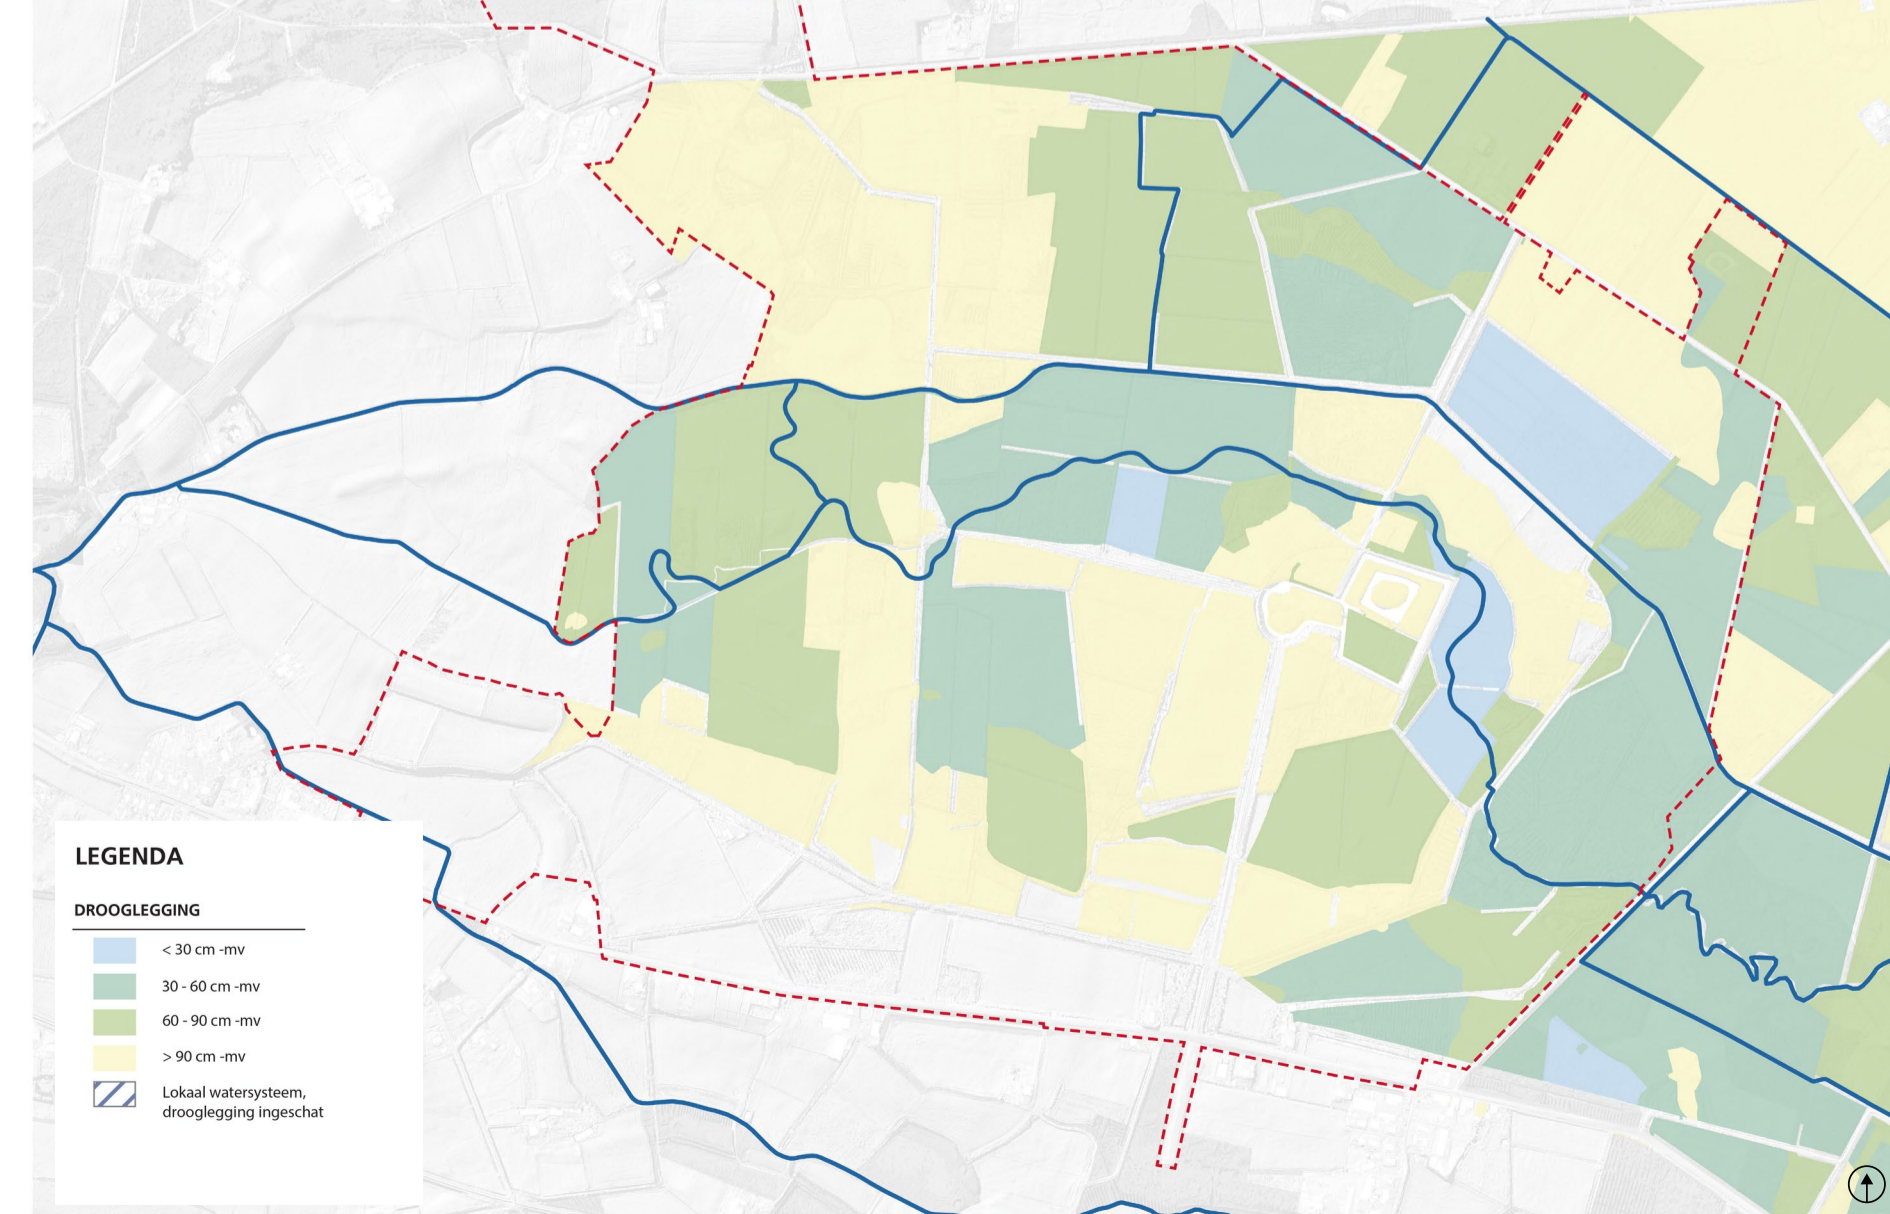 LEGENDA
DROOGLEGGING
< 30 cm -mv
30 - 60 cm -mv
60 - 90 cm -mv
> 90 cm -mv
Lokaal watersysteem,
drooglegging ingeschat